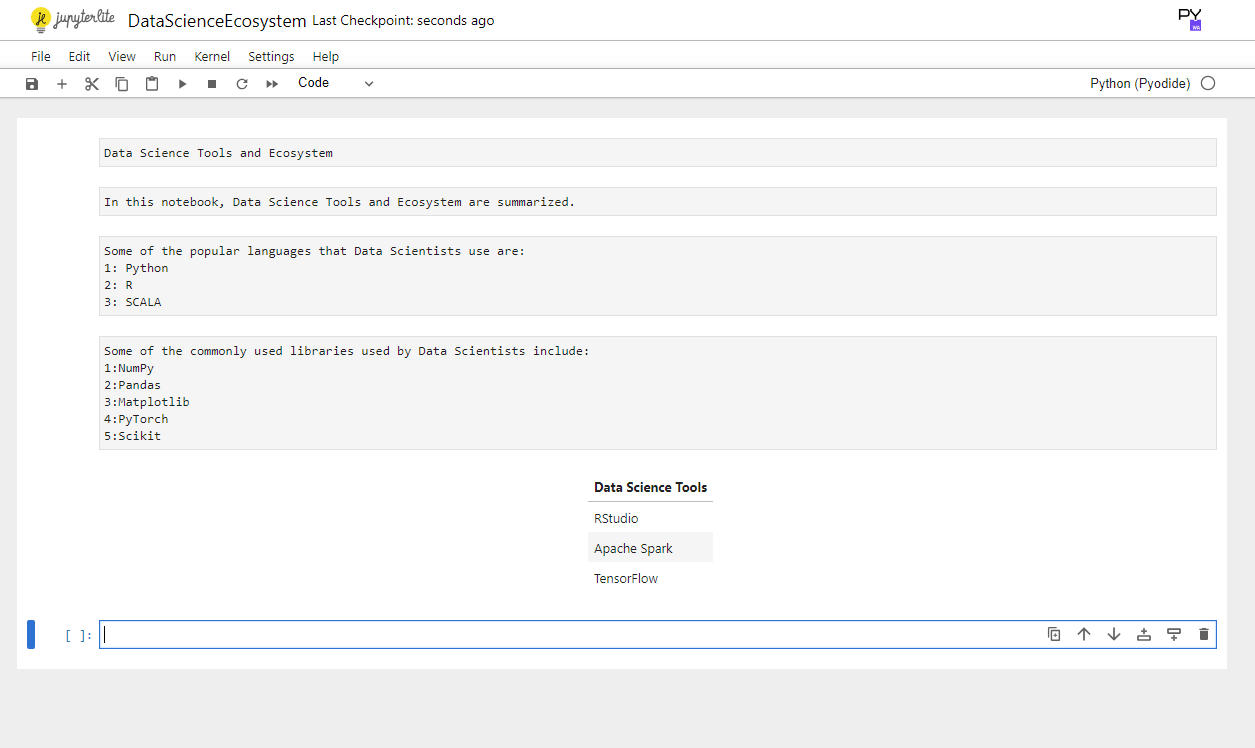 jupyterlite DataScienceEcosystem Last Checkpoint: seconds ago PY
File Edit View Run Kernel Settings Help
Code Python (Pyodide)
Data Science Tools and Ecosystem
In this notebook, Data Science Tools and Ecosystem are summarized.
Some of the popular languages that Data Scientists use are:
1: Python
2: R
3: SCALA
Some of the commonly used libraries used by Data Scientists include:
1:NumPy
2:Pandas
3:Matplotlib
4:PyTorch
5:Scikit
Data Science Tools
RStudio
Apache Spark
TensorFlow
[ ]: